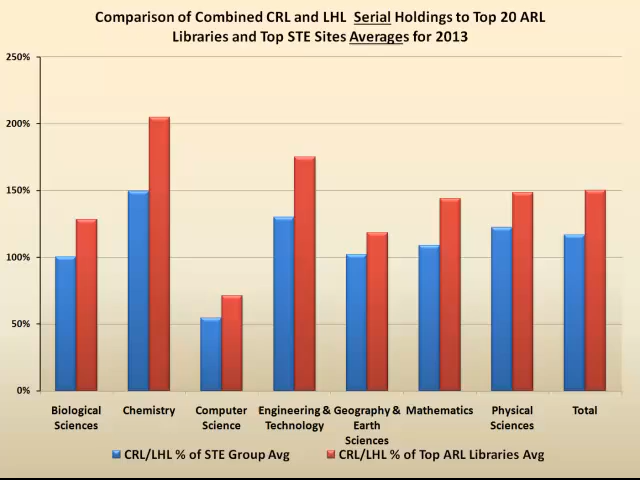 Comparison of Combined CRL and LHL Serial Holdings to Top 20 ARL
Libraries and Top STE Sites Averages for 2013
250%
200%
150%
100%
50%
0%
Biological
Sciences
Chemistry
Computer
Science
Engineering &
Technology
Geography &
Earth
Sciences
Mathematics
Physical
Sciences
Total
CRL/LHL % of STE Group Avg
CRL/LHL % of Top ARL Libraries Avg